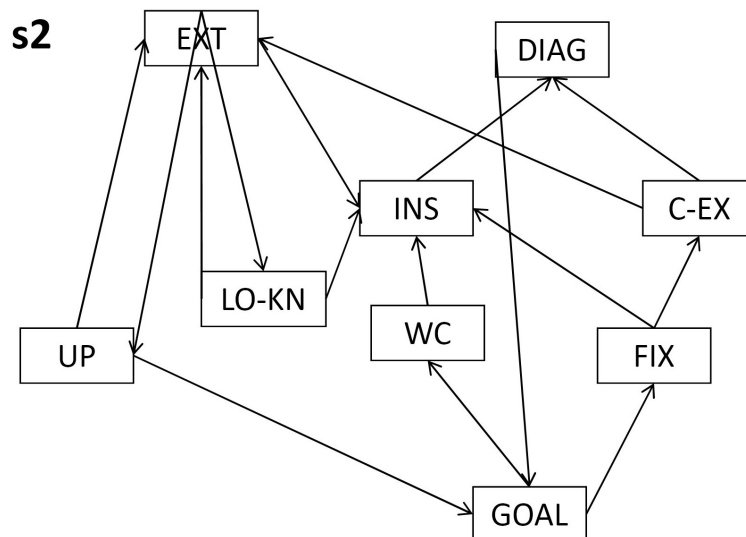 s2
EXT
DIAG
INS
C-EX
LO-KN
WC
UP
FIX
GOAL